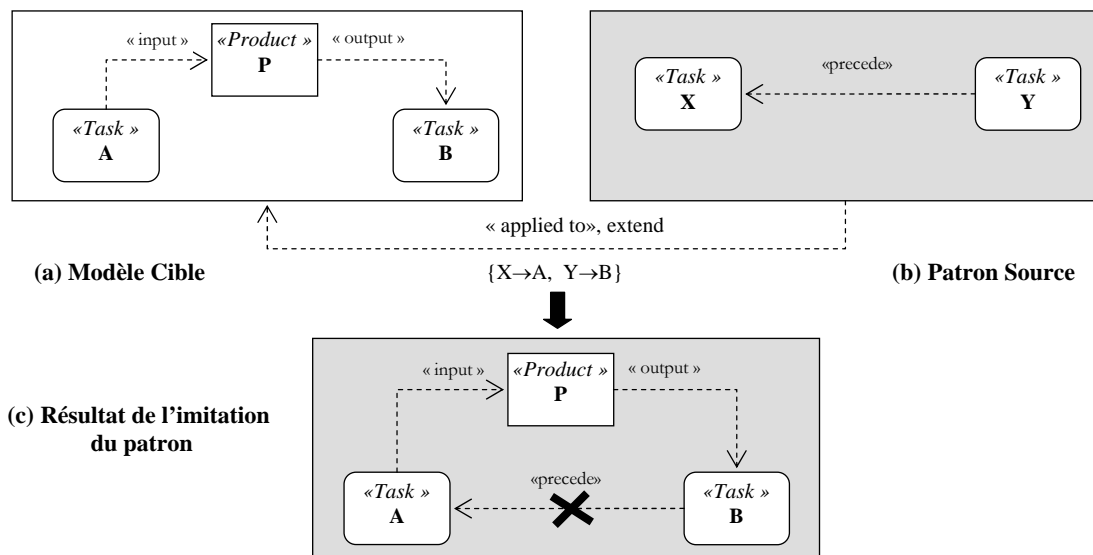 « input »
«Product »
P
« output »
«Task »
A
«Task »
B
«Task »
X
«precede»
«Task »
Y
« applied to», extend
(a) Modèle Cible
{X→A, Y→B}
(b) Patron Source
(c) Résultat de l’imitation
du patron
« input »
«Product »
P
« output »
«Task »
A
«precede»
«Task »
B